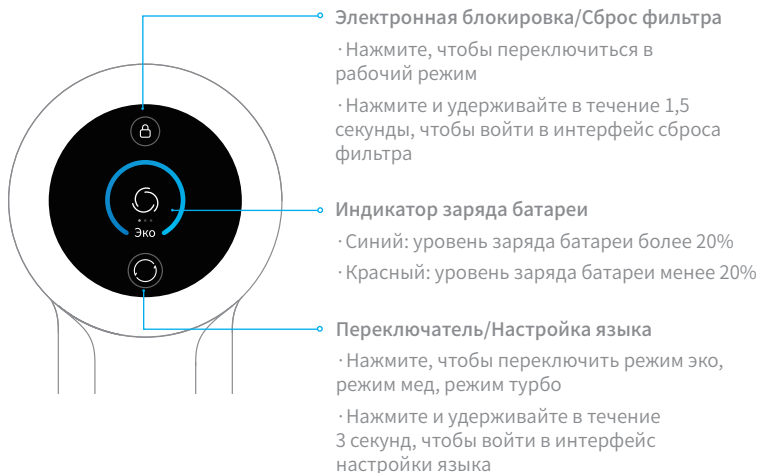 Электронная блокировка/Сброс фильтра
·Нажмите, чтобы переключиться в
рабочий режим
·Нажмите и удерживайте в течение 1,5
секунды, чтобы войти в интерфейс сброса
фильтра
Эко
Индикатор заряда батареи
·Синий: уровень заряда батареи более 20%
·Красный: уровень заряда батареи менее 20%
Переключатель/Настройка языка
·Нажмите, чтобы переключить режим эко,
режим мед, режим турбо
·Нажмите и удерживайте в течение
3 секунд, чтобы войти в интерфейс
настройки языка